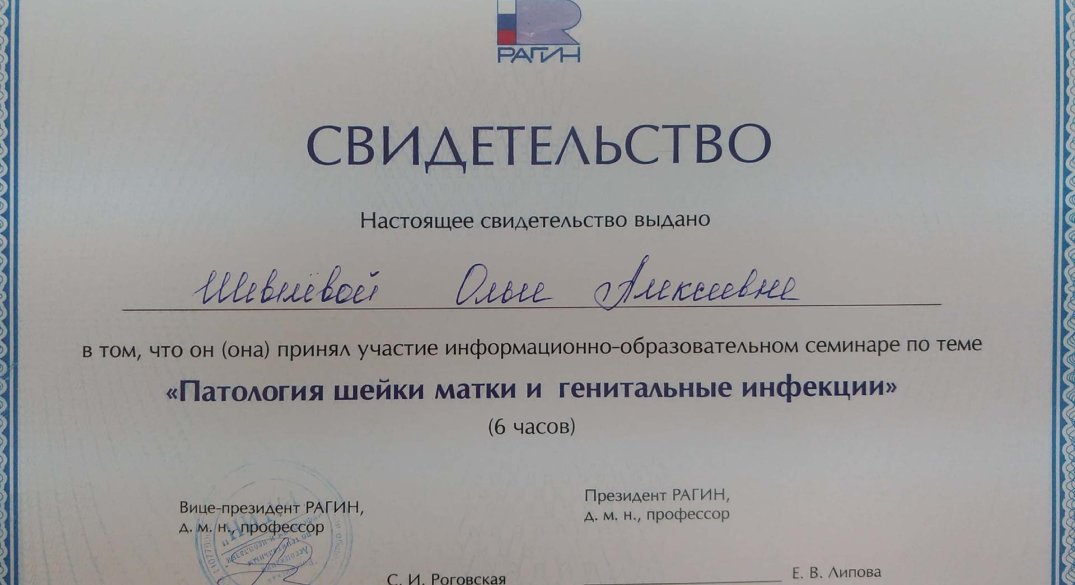 РАГИН
СВИДЕТЕЛЬСТВО
Настоящее свидетельство выдано
Ольге Алексеевне
в том, что он (она) принял участие информационно-образовательном семинаре по теме
«Патология шейки матки и генитальные инфекции»
(6 часов)
Вице-президент РАГИН,
д. м. н., профессор
С. И. Роговская
Президент РАГИН,
д. м. н., профессор
Е. В. Липова